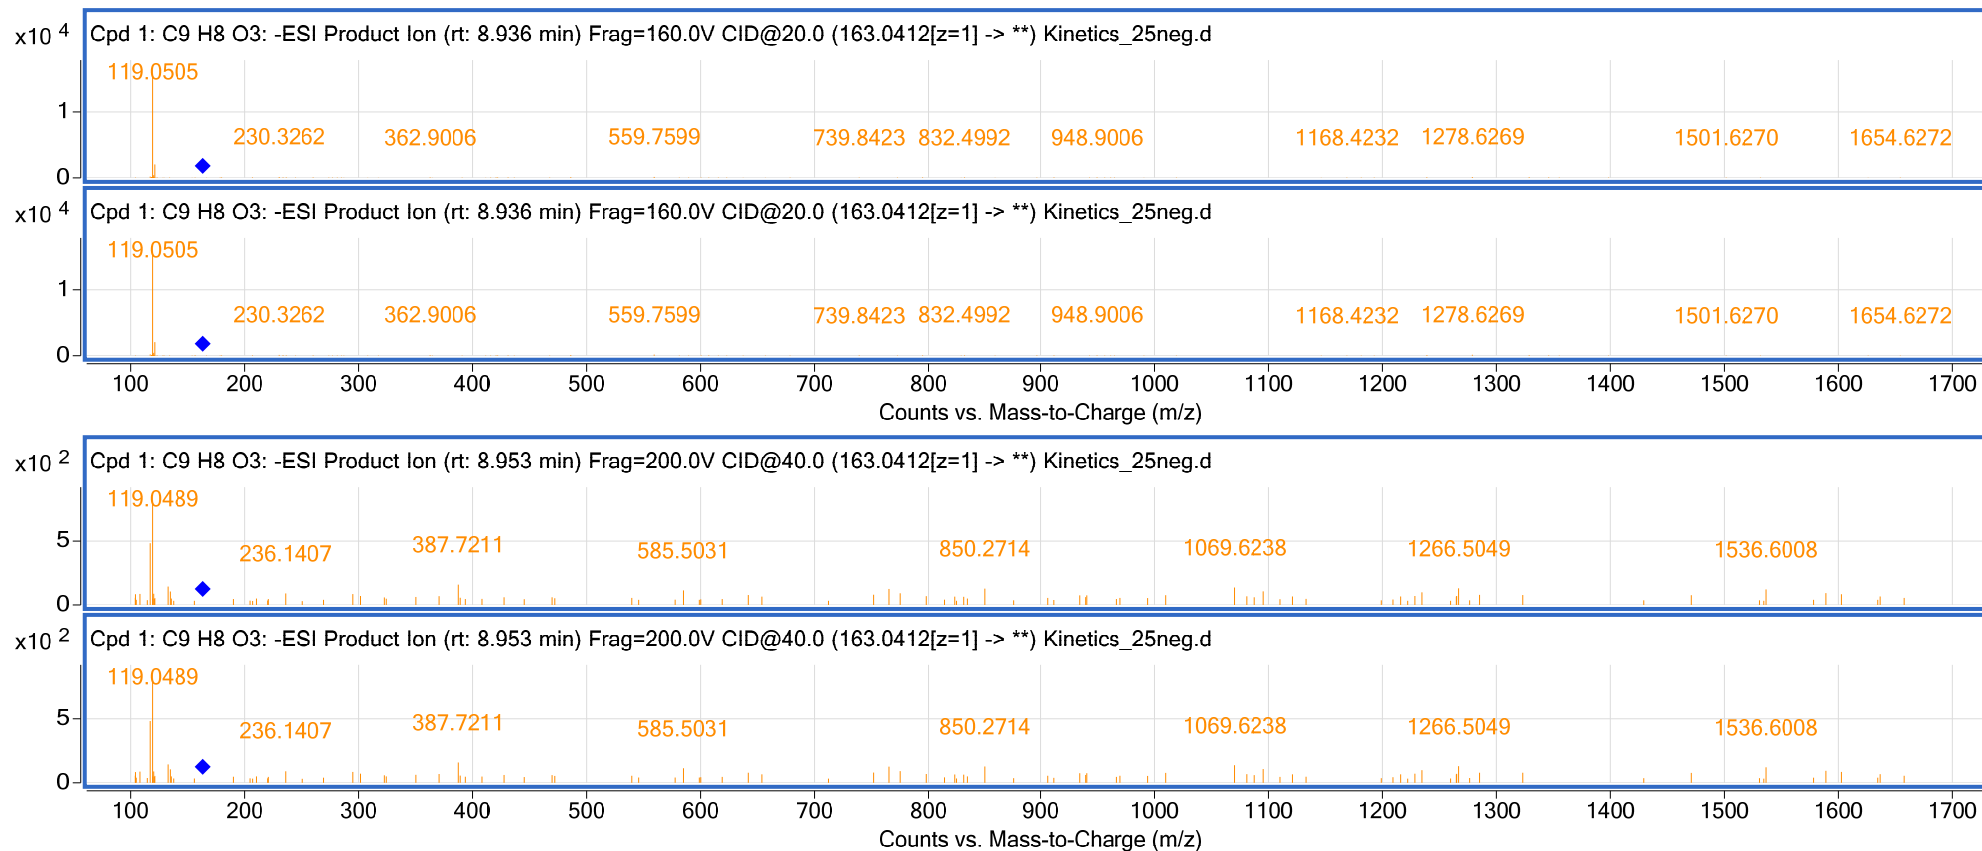 x10 4
Cpd 1: C9 H8 O3: -ESI Product Ion (rt: 8.936 min) Frag=160.0V CID@20.0 (163.0412[z=1] -> **) Kinetics_25neg.d
119.0505
1
230.3262 362.9006 559.7599 739.8423 832.4992 948.9006 1168.4232 1278.6269 1501.6270 1654.6272
0
x10 4
Cpd 1: C9 H8 O3: -ESI Product Ion (rt: 8.936 min) Frag=160.0V CID@20.0 (163.0412[z=1] -> **) Kinetics_25neg.d
119.0505
1
230.3262 362.9006 559.7599 739.8423 832.4992 948.9006 1168.4232 1278.6269 1501.6270 1654.6272
0
100 200 300 400 500 600 700 800 900 1000 1100 1200 1300 1400 1500 1600 1700
Counts vs. Mass-to-Charge (m/z)
x10 2
Cpd 1: C9 H8 O3: -ESI Product Ion (rt: 8.953 min) Frag=200.0V CID@40.0 (163.0412[z=1] -> **) Kinetics_25neg.d
119.0489
5
236.1407 387.7211 585.5031 850.2714 1069.6238 1266.5049 1536.6008
0
x10 2
Cpd 1: C9 H8 O3: -ESI Product Ion (rt: 8.953 min) Frag=200.0V CID@40.0 (163.0412[z=1] -> **) Kinetics_25neg.d
119.0489
5
236.1407 387.7211 585.5031 850.2714 1069.6238 1266.5049 1536.6008
0
100 200 300 400 500 600 700 800 900 1000 1100 1200 1300 1400 1500 1600 1700
Counts vs. Mass-to-Charge (m/z)